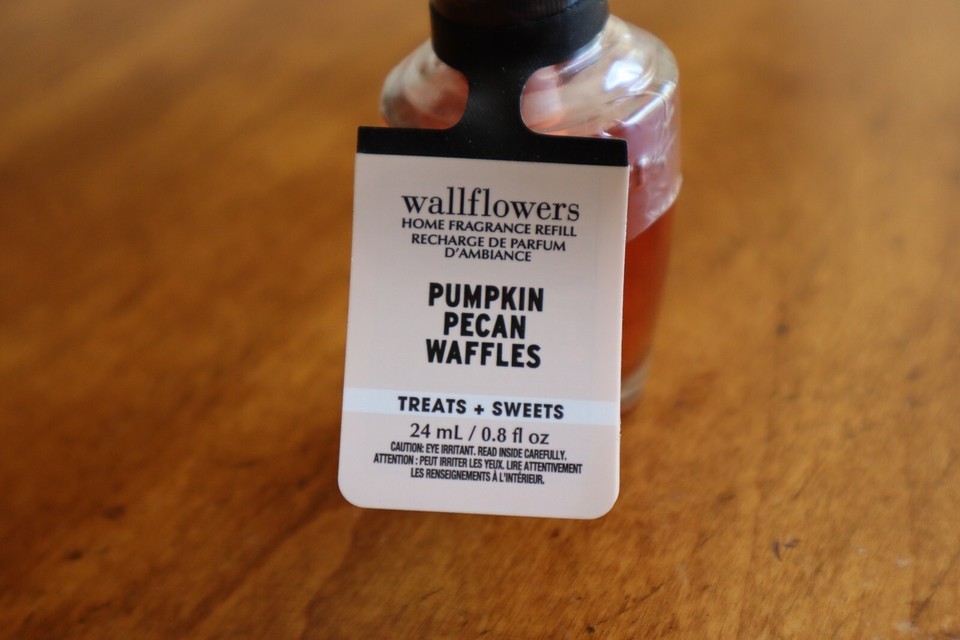 wallflowers
HOME FRAGRANCE REFILL
RECHARGE DE PARFUM
D'AMBIANCE
PUMPKIN
PECAN
WAFFLES
TREATS + SWEETS
24 mL / 0.8 fl oz
CAUTION: EYE IRRITANT. READ INSIDE CAREFULLY.
ATTENTION : PEUT IRRITER LES YEUX. LIRE ATTENTIVEMENT
LES RENSEIGNEMENTS À L'INTÉRIEUR.